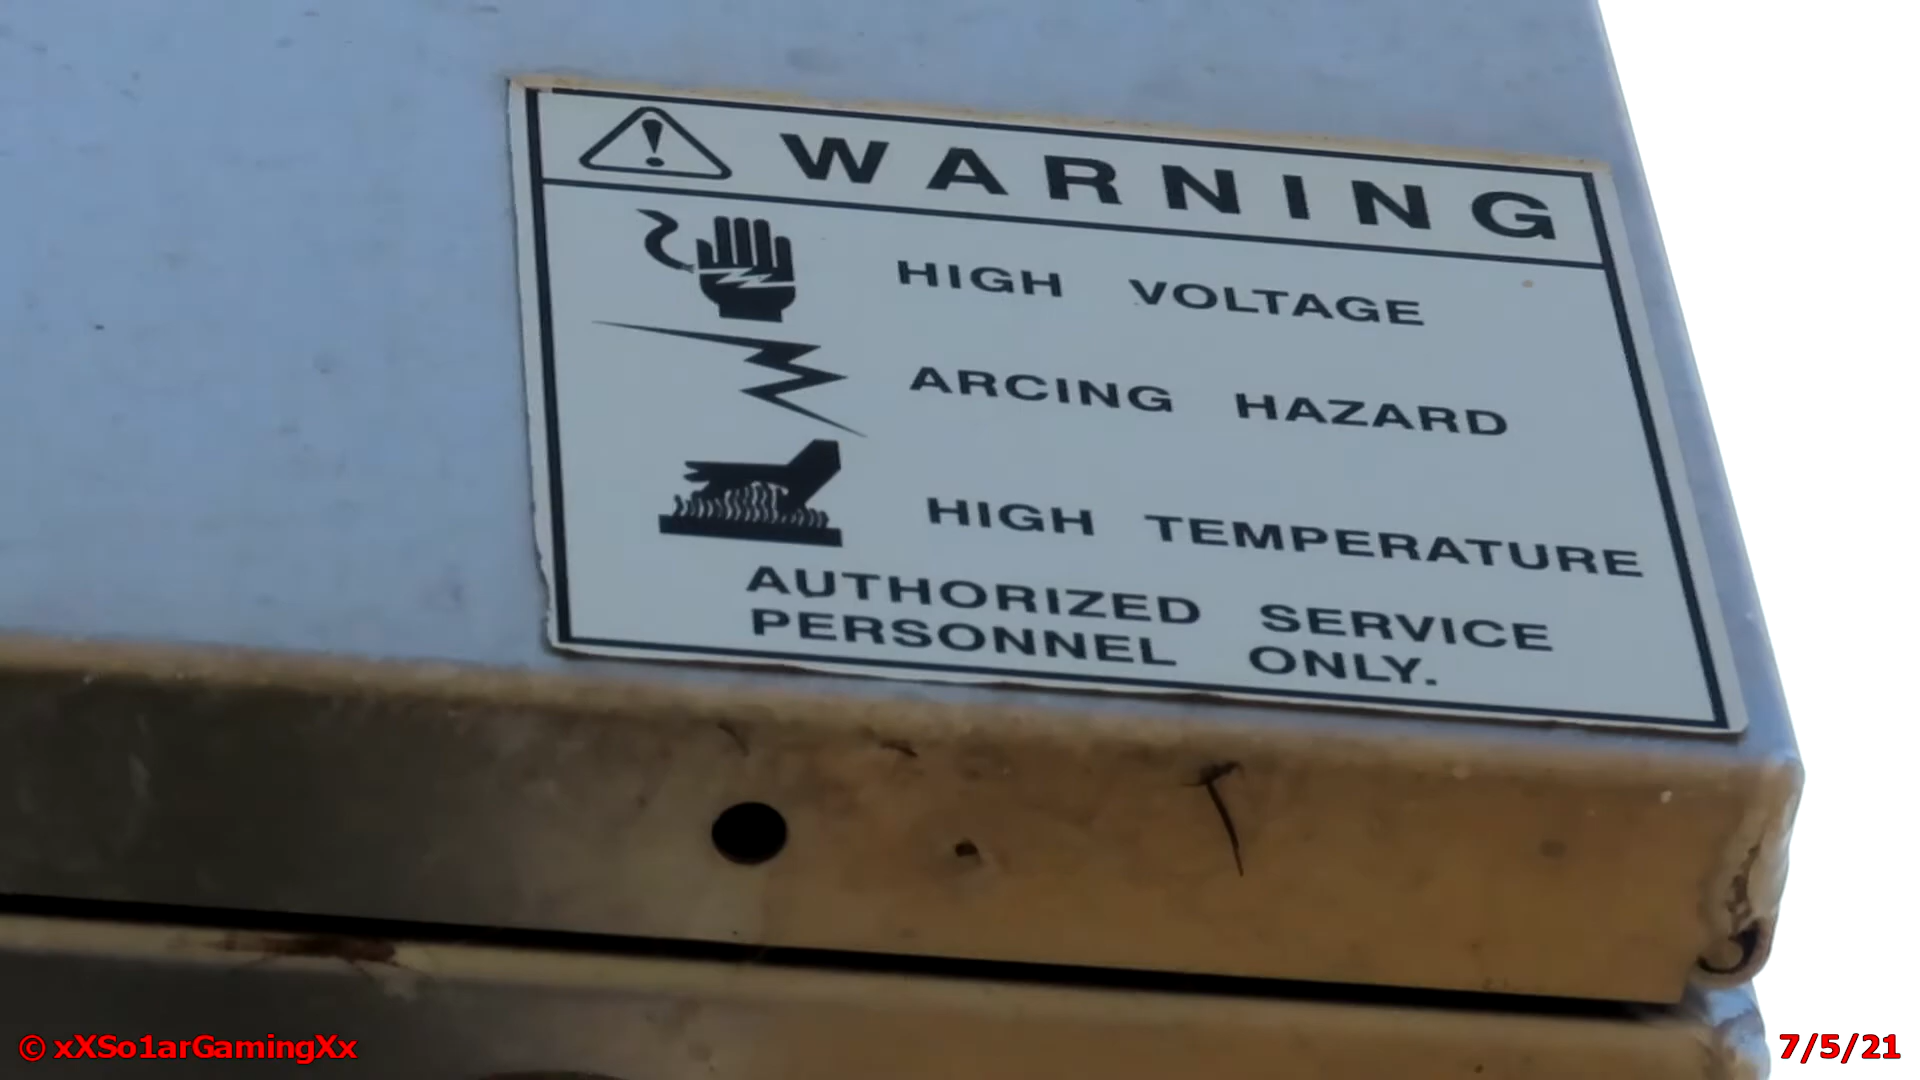 WARNING
HIGH VOLTAGE
ARCING HAZARD
HIGH TEMPERATURE
AUTHORIZED SERVICE
PERSONNEL ONLY.
© xXSo1arGamingXx
7/5/21